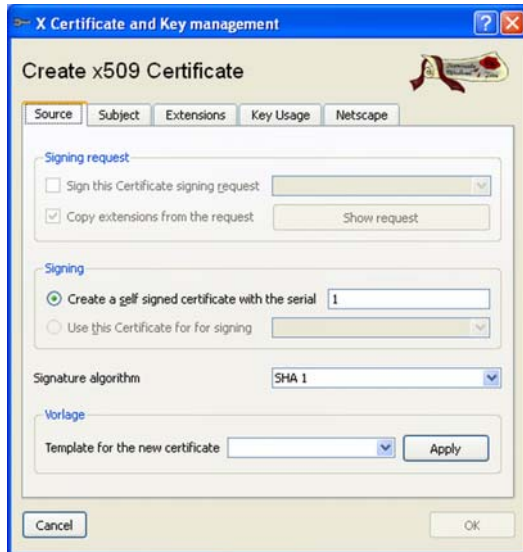 X Certificate and Key management
Create x509 Certificate
Source Subject Extensions Key Usage Netscape
Signing request
Sign this Certificate signing request
Copy extensions from the request Show request
Signing
Create a self signed certificate with the serial 1
Use this Certificate for for signing
Signature algorithm SHA 1
Vorlage
Template for the new certificate Apply
Cancel OK